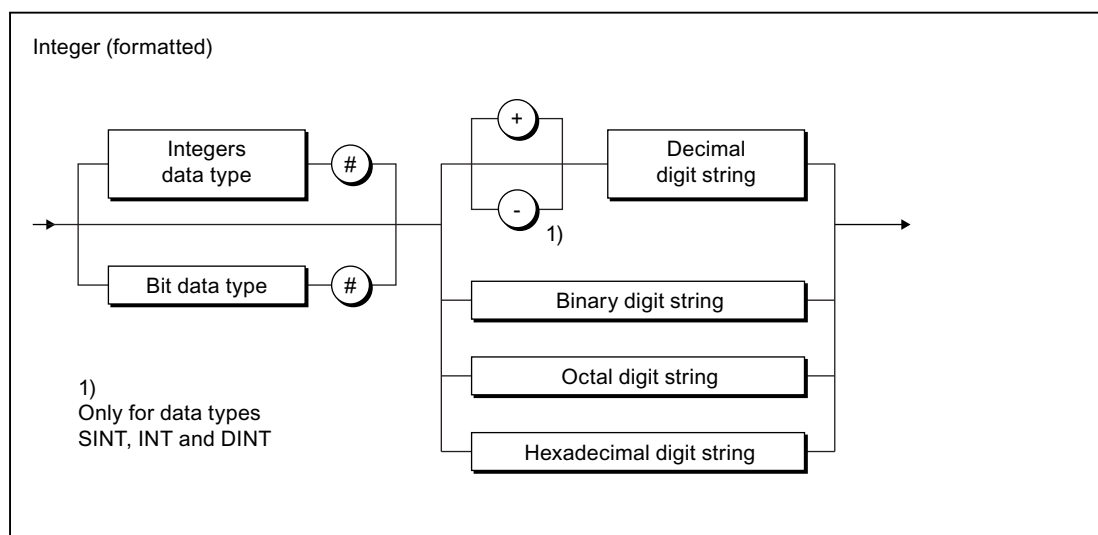 Integer (formatted)
Integers
data type
#
+
-
1)
Decimal
digit string
Bit data type
#
Binary digit string
Octal digit string
Hexadecimal digit string
1)
Only for data types
SINT, INT and DINT